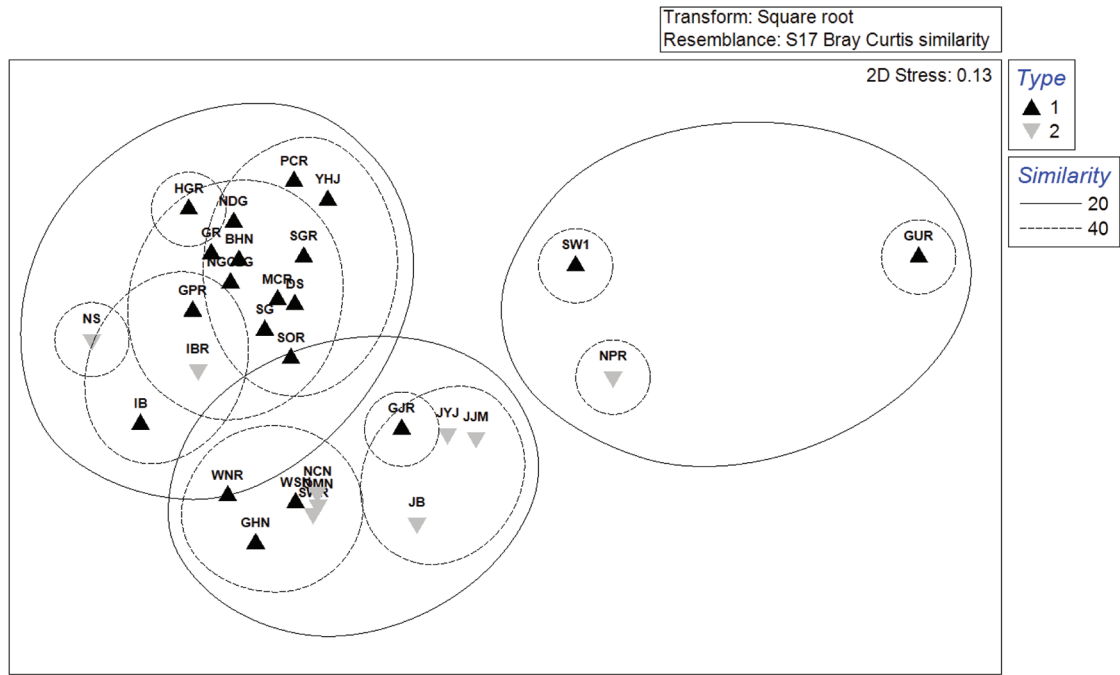 Transform: Square root
Resemblance: S17 Bray Curtis similarity
2D Stress: 0.13
Type
1
2
Similarity
20
40
PCR
YHJ
HGR
NDG
GR
BHN
SGR
SW1
GUR
MCR
DS
GPR
SG
NS
SOR
IBR
NPR
IB
GJR
JYJ
JJM
WNR
WSN
NCN
SWR
JB
GHN